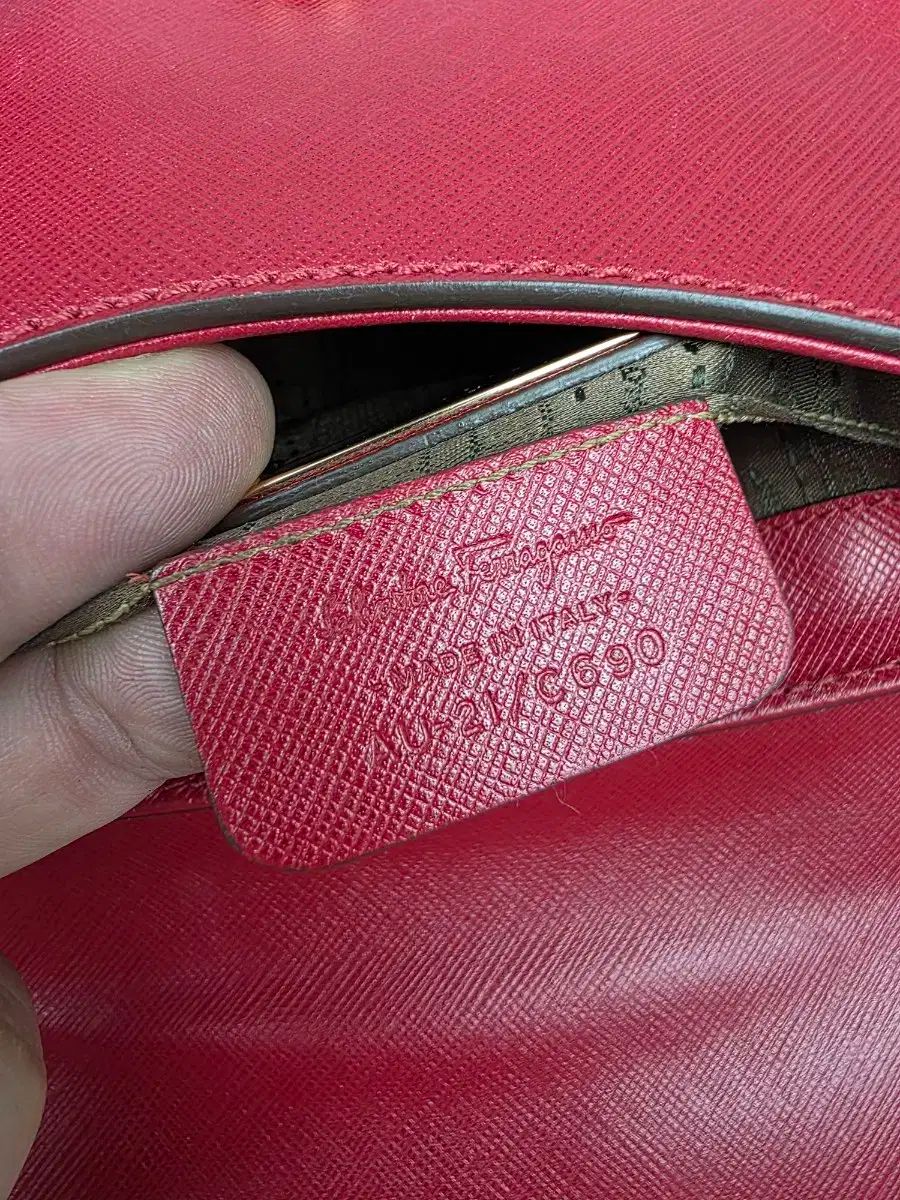 Salvatore Ferragamo
MADE IN ITALY
AU-21/C690